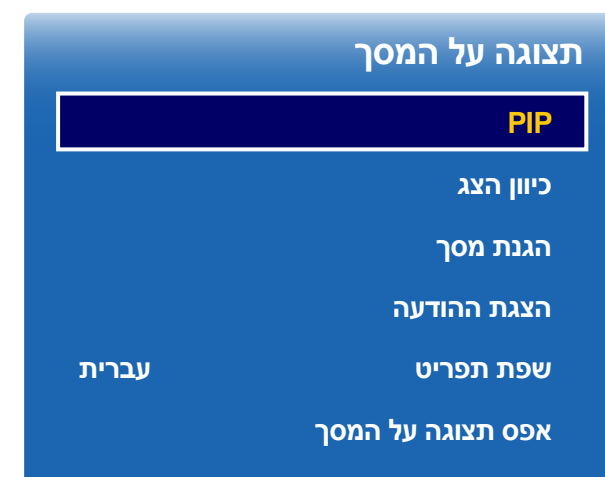 תצוגה על המסך
PIP
כיוון הצג
הגנת מסך
הצגת ההודעה
שפת תפריט עברית
אפס תצוגה על המסך